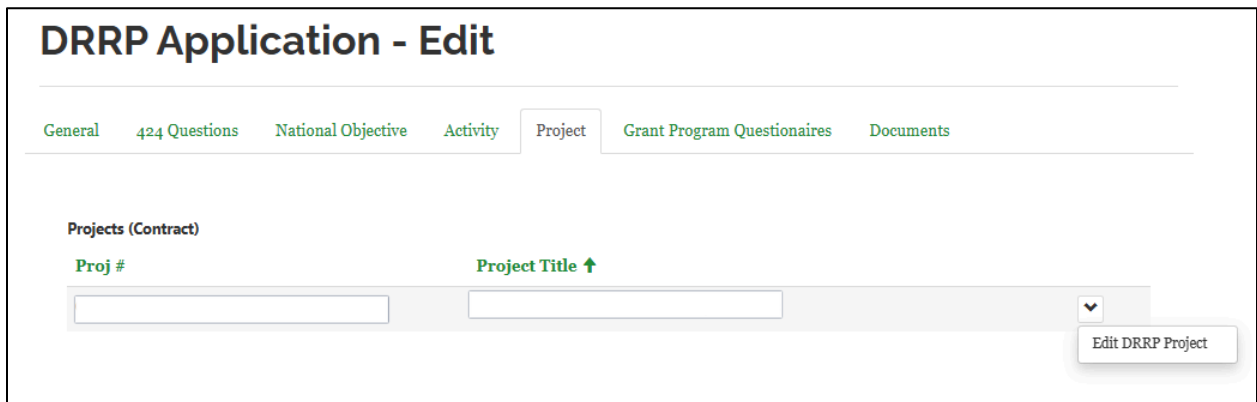 DRRP Application - Edit
General 424 Questions National Objective Activity Project Grant Program Questionaires Documents
Projects (Contract)
Proj # Project Title ↑
Edit DRRP Project